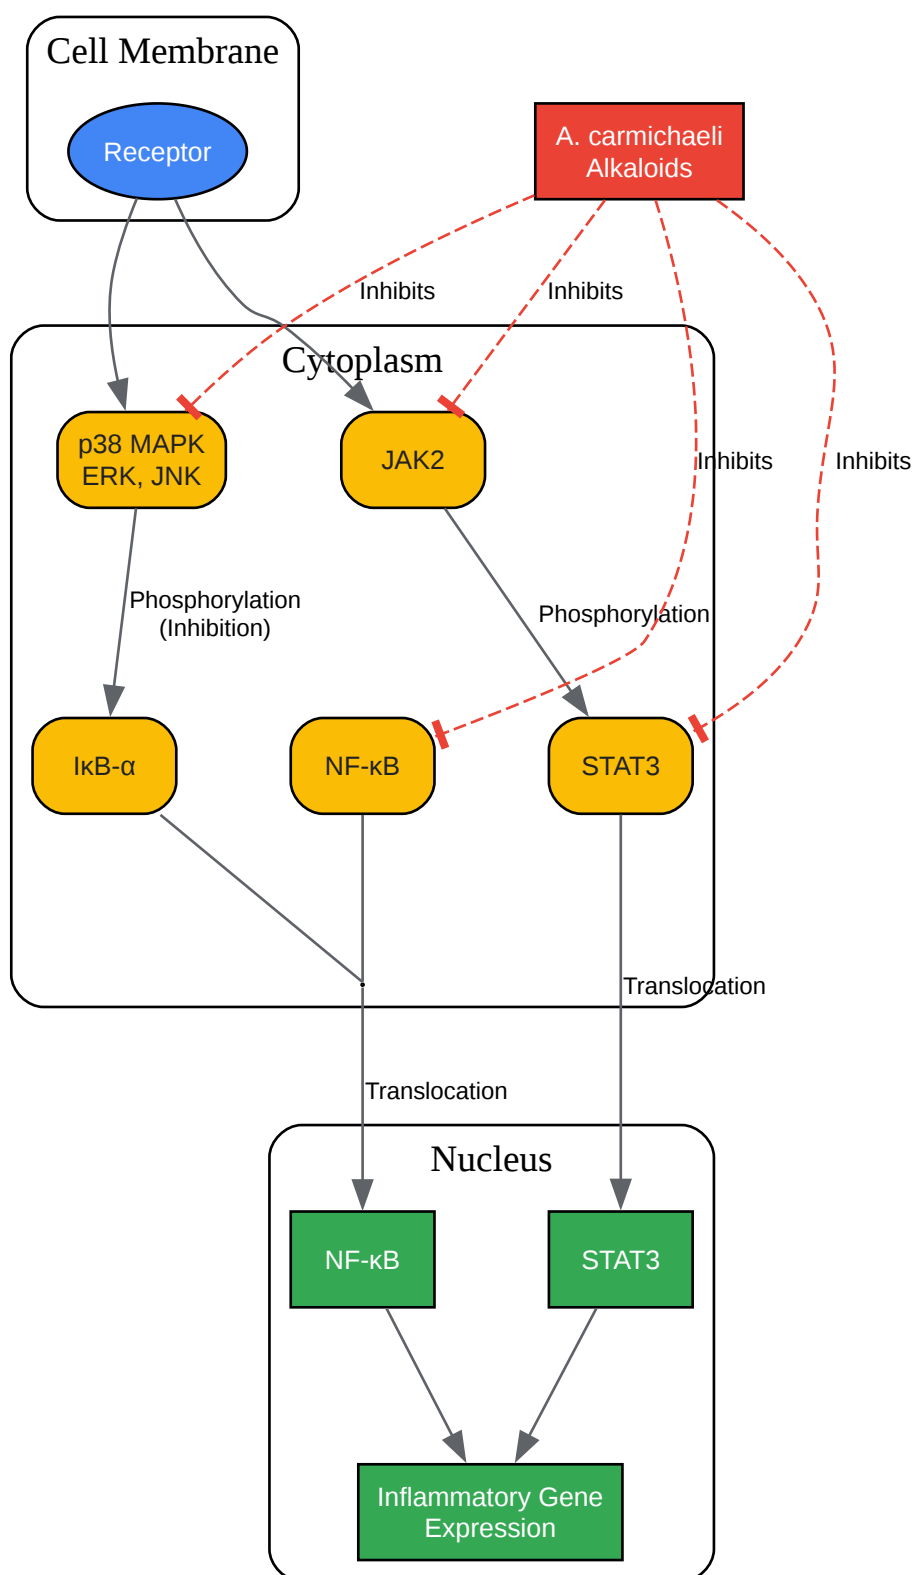 Cell Membrane
Receptor
A. carmichaeli
Alkaloids
Inhibits
Inhibits
Cytoplasm
p38 MAPK
ERK, JNK
JAK2
Inhibits
Inhibits
Phosphorylation
(Inhibition)
Phosphorylation
IκB-α
NF-κB
STAT3
Translocation
Translocation
Nucleus
NF-κB
STAT3
Inflammatory Gene
Expression